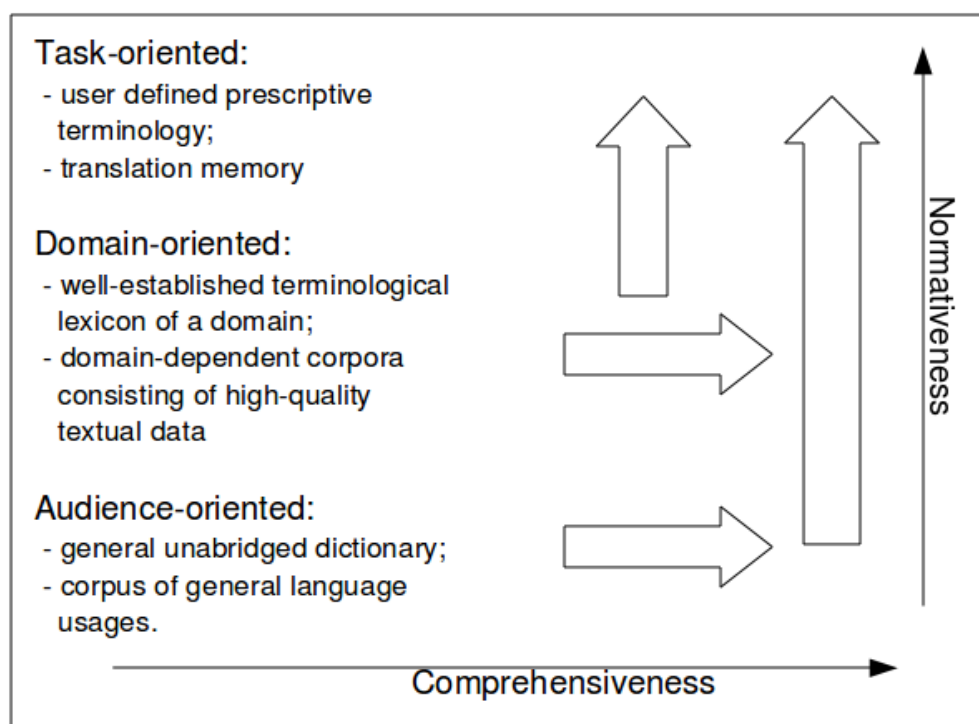 Task-oriented:
- user defined prescriptive
terminology;
- translation memory
Domain-oriented:
- well-established terminological
lexicon of a domain;
- domain-dependent corpora
consisting of high-quality
textual data
Audience-oriented:
- general unabridged dictionary;
- corpus of general language
usages.
Normativeness
Comprehensiveness